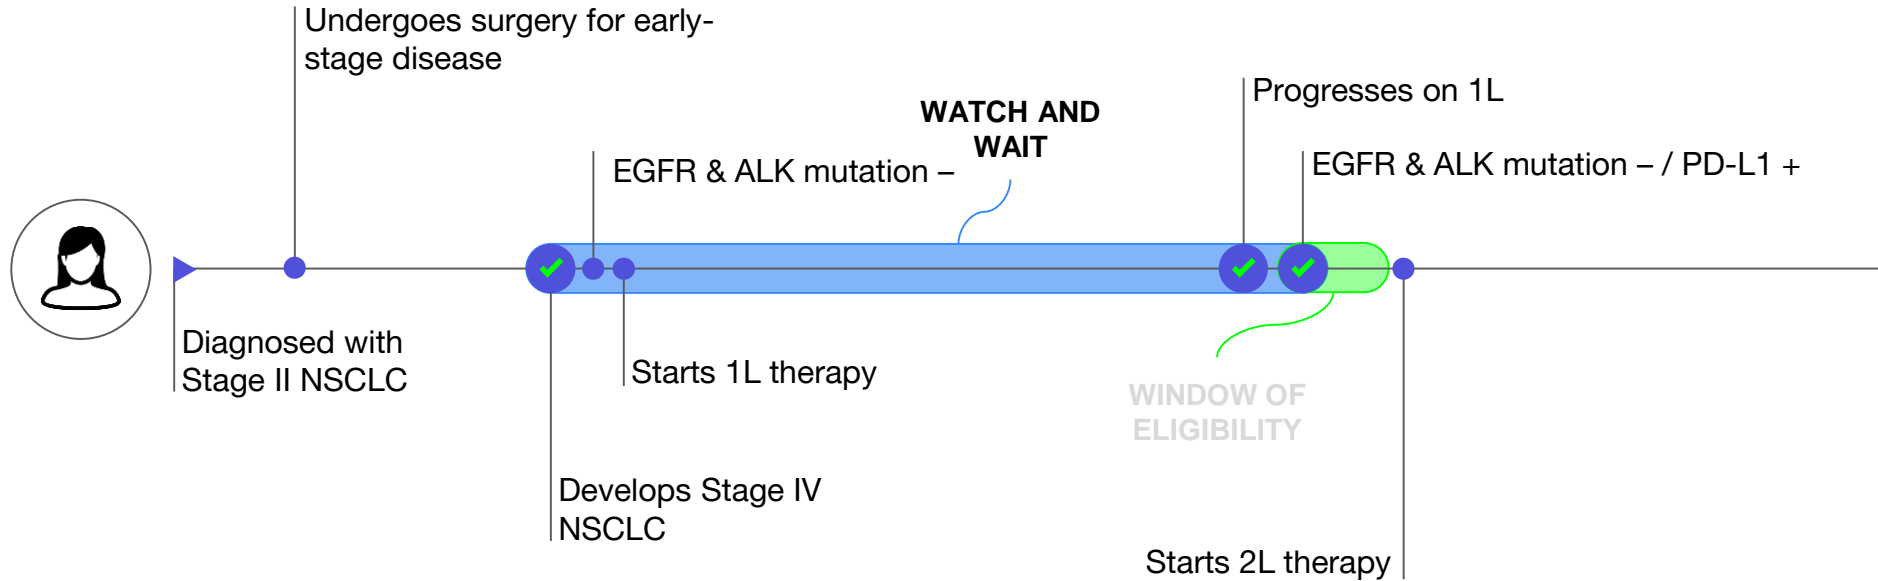 Undergoes surgery for early-
stage disease
WATCH AND
WAIT
Progresses on 1L
EGFR & ALK mutation –
EGFR & ALK mutation – / PD-L1 +
Diagnosed with
Stage II NSCLC
Starts 1L therapy
WINDOW OF
ELIGIBILITY
Develops Stage IV
NSCLC
Starts 2L therapy